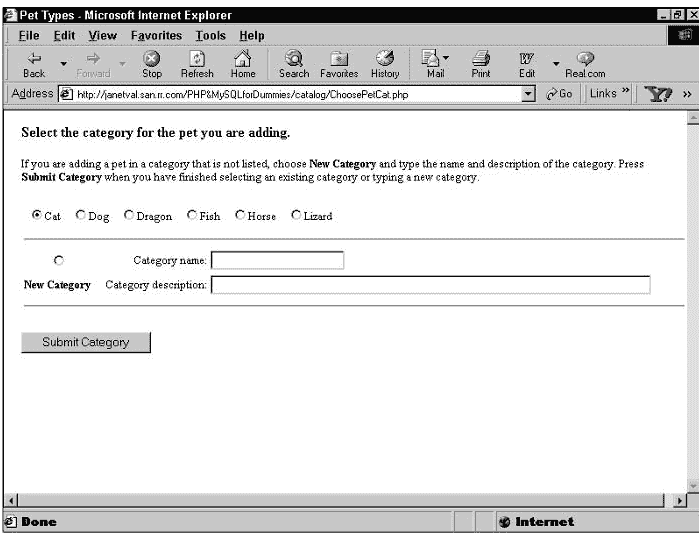 Pet Types - Microsoft Internet Explorer
File Edit View Favorites Tools Help
Back Forward Stop Refresh Home Search Favorites History Mail Print Edit Real.com
Address http://janetval.san.rr.com/PHP&MySQLforDummies/catalog/ChoosePetCat.php Go Links » Y! »
Select the category for the pet you are adding.
If you are adding a pet in a category that is not listed, choose New Category and type the name and description of the category. Press
Submit Category when you have finished selecting an existing category or typing a new category.
Cat Dog Dragon Fish Horse Lizard
Category name:
New Category Category description:
Submit Category
Done Internet